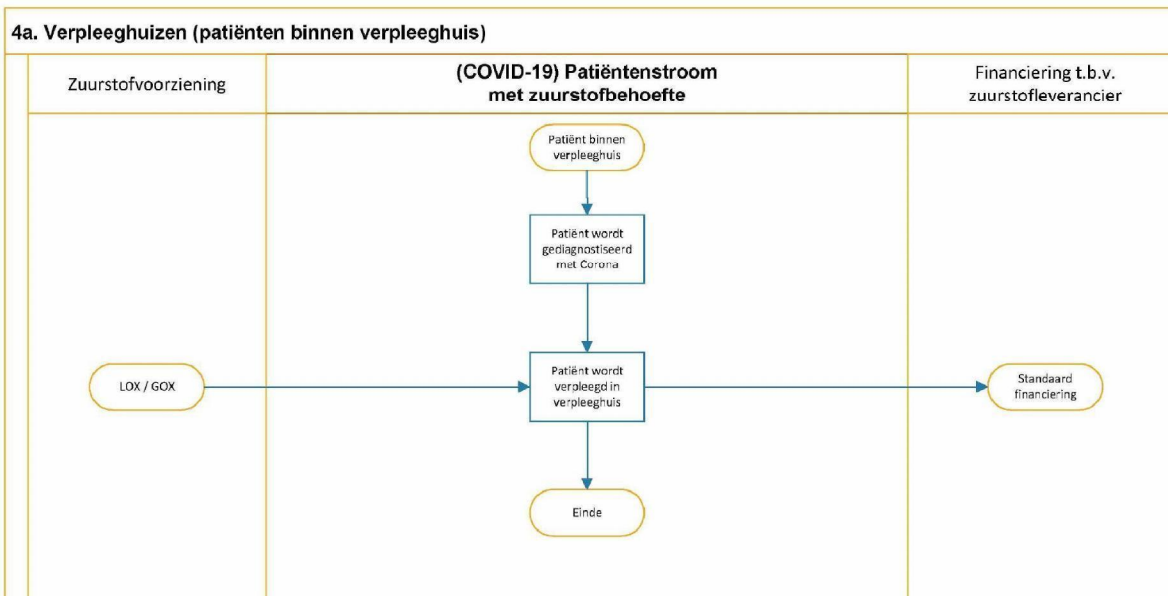 4a. Verpleeghuizen (patiënten binnen verpleeghuis)
Zuurstofvoorziening
(COVID-19) Patiëntenstroom
met zuurstofbehoefte
Financiering t.b.v.
zuurstofleverancier
Patiënt binnen
verpleeghuis
Patiënt wordt
gediagnostiseerd
met Corona
LOX / GOX
Patiënt wordt
verpleegd in
verpleeghuis
Standaard
financiering
Einde